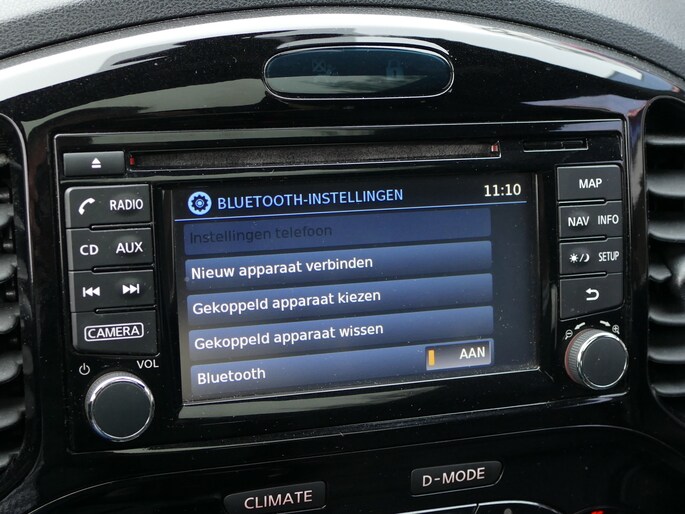 BLUETOOTH-INSTELLINGEN 11:10
Instellingen telefoon
Nieuw apparaat verbinden
Gekoppeld apparaat kiezen
Gekoppeld apparaat wissen
Bluetooth AAN
RADIO
CD AUX
CAMERA
VOL
MAP
NAV INFO
SETUP
CLIMATE
D-MODE